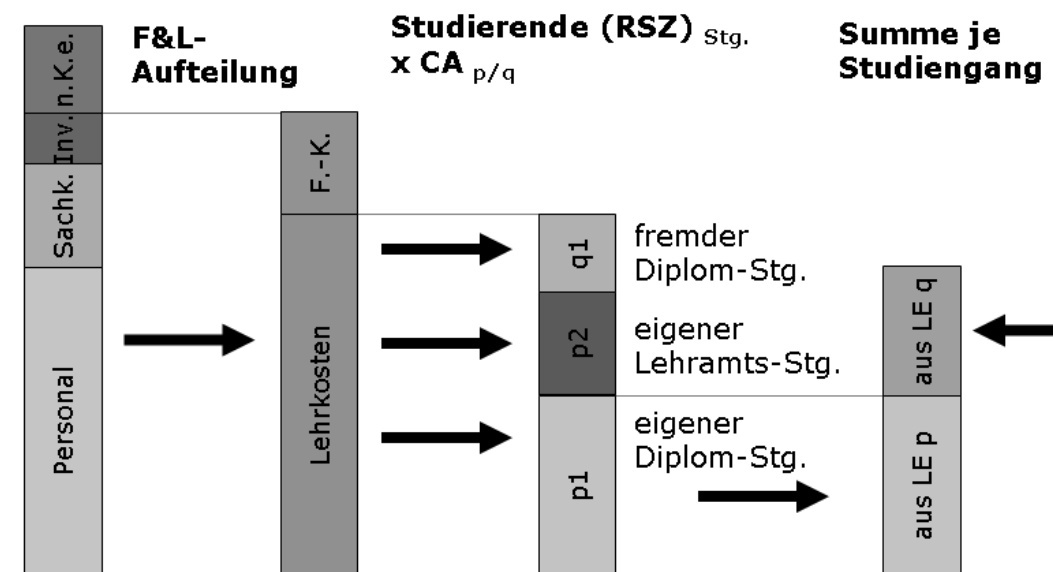 F&L-
Aufteilung
Studierende (RSZ) Stg.
x CA p/q
Summe je
Studiengang
n.K.e.
Inv.
Sachk.
Personal
F.-K.
Lehrkosten
q1
p2
p1
fremder
Diplom-Stg.
eigener
Lehramts-Stg.
eigener
Diplom-Stg.
aus LE q
aus LE p